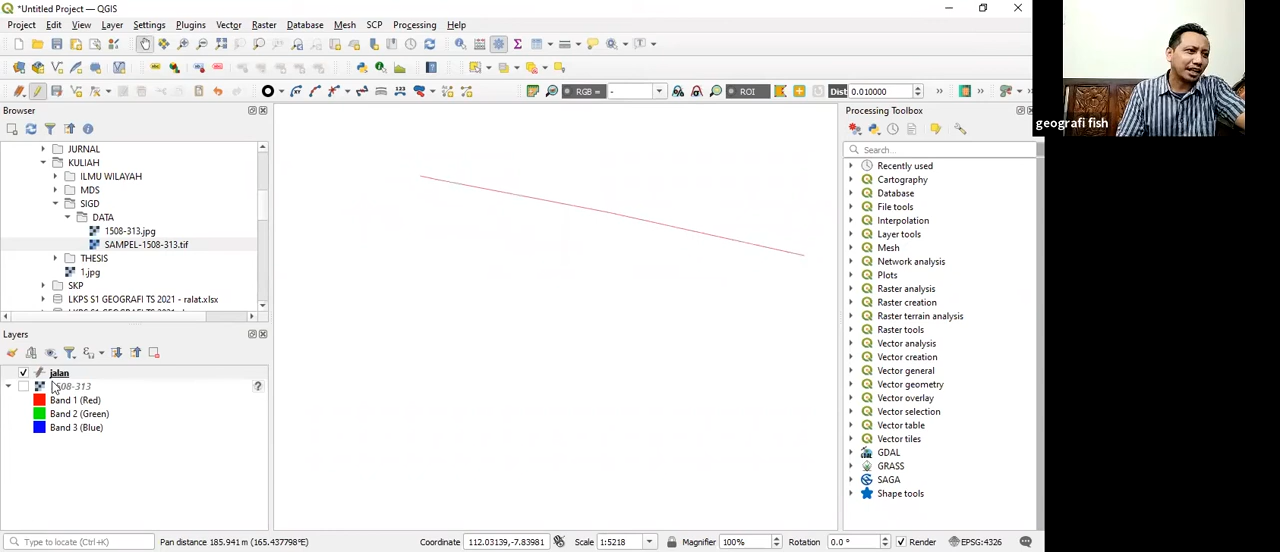 *Untitled Project — QGIS
Project Edit View Layer Settings Plugins Vector Raster Database Mesh SCP Processing Help
RGB = - ROI Dist 0.010000
Browser
JURNAL
KULIAH
ILMU WILAYAH
MDS
SIGD
DATA
1508-313.jpg
SAMPEL-1508-313.tif
THESIS
1.jpg
SKP
LKPS S1 GEOGRAFI TS 2021 - ralat.xlsx
Layers
jalan
1508-313
Band 1 (Red)
Band 2 (Green)
Band 3 (Blue)
Processing Toolbox
Search...
Recently used
Cartography
Database
File tools
Interpolation
Layer tools
Mesh
Network analysis
Plots
Raster analysis
Raster creation
Raster terrain analysis
Raster tools
Vector analysis
Vector creation
Vector general
Vector geometry
Vector overlay
Vector selection
Vector table
Vector tiles
GDAL
GRASS
SAGA
Shape tools
geografi fish
Type to locate (Ctrl+K) Pan distance 185.941 m (165.437798°E) Coordinate 112.03139,-7.83981 Scale 1:5218 Magnifier 100% Rotation 0.0 ° Render EPSG:4326